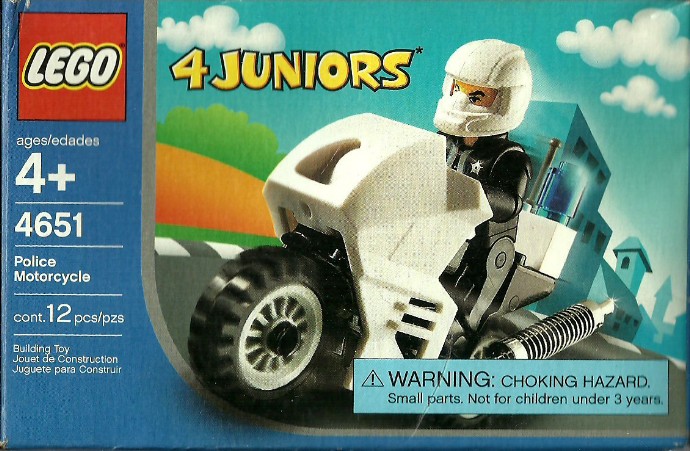 LEGO
4 JUNIORS*
ages/edades
4+
4651
Police
Motorcycle
cont. 12 pcs/pzs
Building Toy
Jouet de Construction
Juguete para Construir
⚠ WARNING: CHOKING HAZARD.
Small parts. Not for children under 3 years.